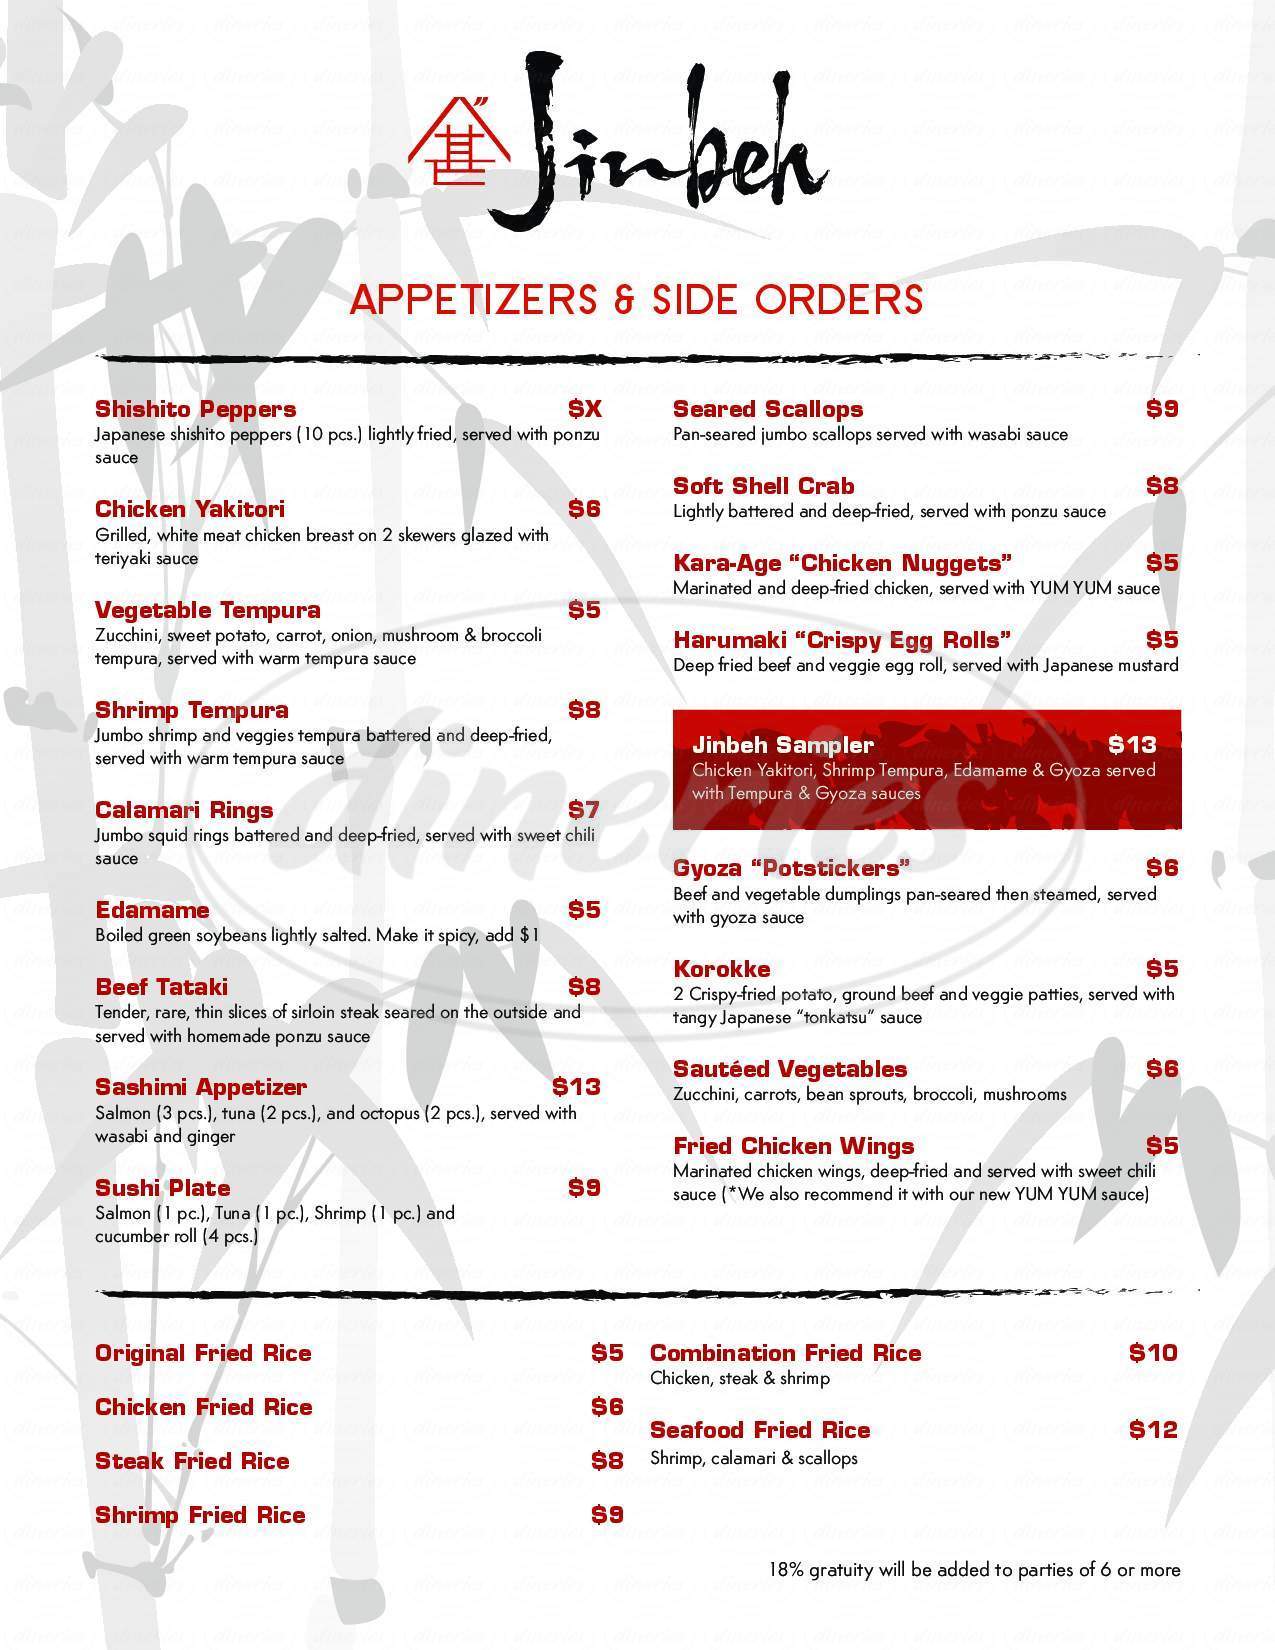 Jinbeh
APPETIZERS & SIDE ORDERS
Shishito Peppers $X
Japanese shishito peppers (10 pcs.) lightly fried, served with ponzu
sauce
Chicken Yakitori $6
Grilled, white meat chicken breast on 2 skewers glazed with
teriyaki sauce
Vegetable Tempura $5
Zucchini, sweet potato, carrot, onion, mushroom & broccoli
tempura, served with warm tempura sauce
Shrimp Tempura $8
Jumbo shrimp and veggies tempura battered and deep-fried,
served with warm tempura sauce
Calamari Rings $7
Jumbo squid rings battered and deep-fried, served with sweet chili
sauce
Edamame $5
Boiled green soybeans lightly salted. Make it spicy, add $1
Beef Tataki $8
Tender, rare, thin slices of sirloin steak seared on the outside and
served with homemade ponzu sauce
Sashimi Appetizer $13
Salmon (3 pcs.), tuna (2 pcs.), and octopus (2 pcs.), served with
wasabi and ginger
Sushi Plate $9
Salmon (1 pc.), Tuna (1 pc.), Shrimp (1 pc.) and
cucumber roll (4 pcs.)
Seared Scallops $9
Pan-seared jumbo scallops served with wasabi sauce
Soft Shell Crab $8
Lightly battered and deep-fried, served with ponzu sauce
Kara-Age “Chicken Nuggets” $5
Marinated and deep-fried chicken, served with YUM YUM sauce
Harumaki “Crispy Egg Rolls” $5
Deep fried beef and veggie egg roll, served with Japanese mustard
Jinbeh Sampler $13
Chicken Yakitori, Shrimp Tempura, Edamame & Gyoza served
with Tempura & Gyoza sauces
Gyoza “Potstickers” $6
Beef and vegetable dumplings pan-seared then steamed, served
with gyoza sauce
Korokke $5
2 Crispy-fried potato, ground beef and veggie patties, served with
tangy Japanese “tonkatsu” sauce
Sautéed Vegetables $6
Zucchini, carrots, bean sprouts, broccoli, mushrooms
Fried Chicken Wings $5
Marinated chicken wings, deep-fried and served with sweet chili
sauce (*We also recommend it with our new YUM YUM sauce)
dineries
Original Fried Rice $5
Chicken Fried Rice $6
Steak Fried Rice $8
Shrimp Fried Rice $9
Combination Fried Rice $10
Chicken, steak & shrimp
Seafood Fried Rice $12
Shrimp, calamari & scallops
18% gratuity will be added to parties of 6 or more